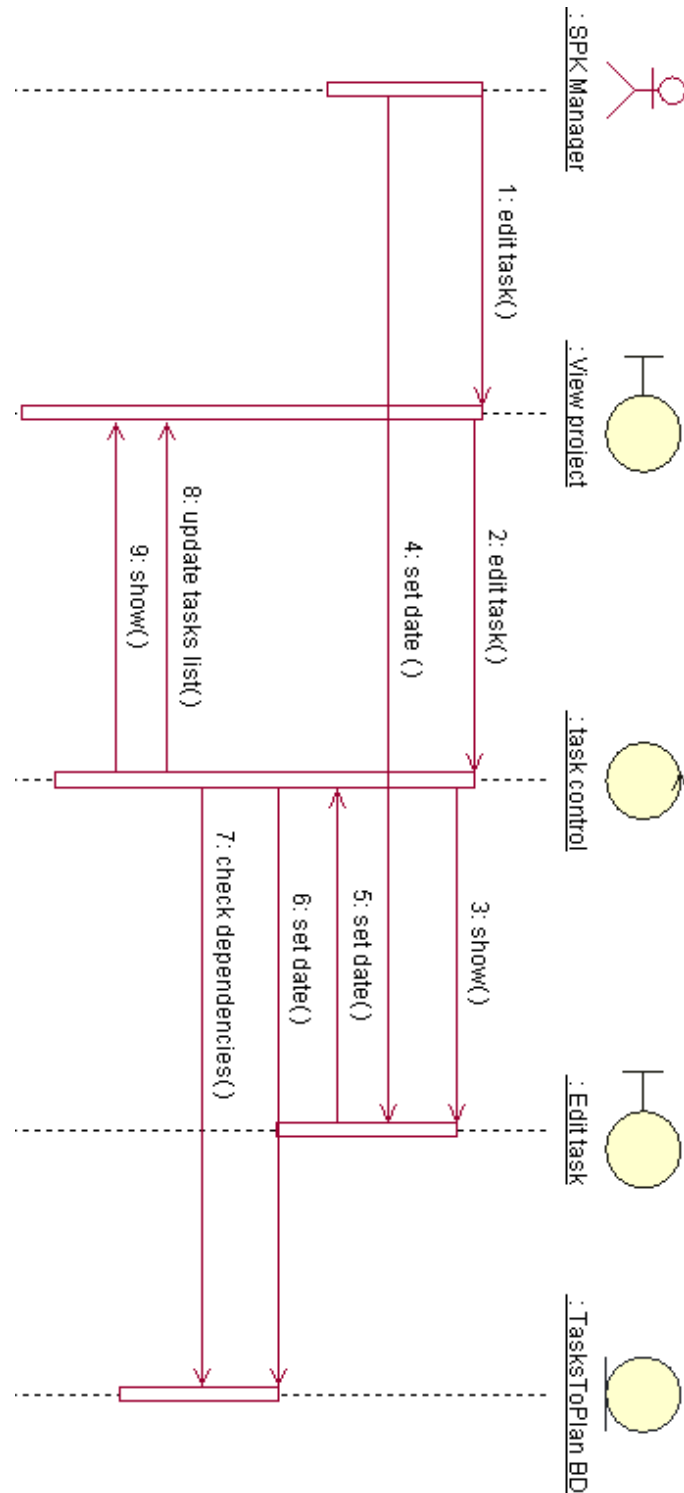 : SPK Manager
: View project
: task control
: Edit task
: TasksToPlan BD
1: edit task( )
2: edit task( )
3: show( )
4: set date ( )
5: set date( )
6: set date( )
7: check dependencies( )
8: update tasks list( )
9: show( )